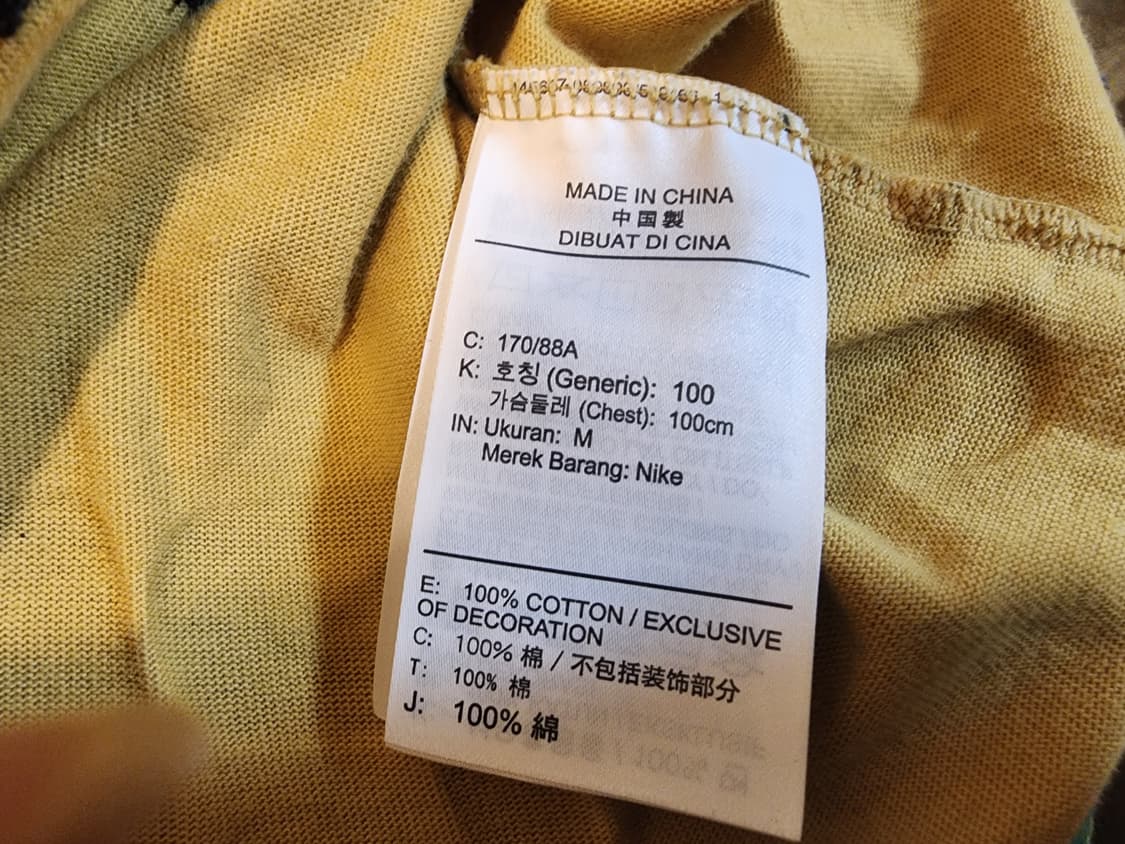 MADE IN CHINA
中国製
DIBUAT DI CINA
C: 170/88A
K: 호칭 (Generic): 100
가슴둘레 (Chest): 100cm
IN: Ukuran: M
Merek Barang: Nike
E: 100% COTTON / EXCLUSIVE
OF DECORATION
C: 100% 棉 / 不包括装饰部分
T: 100% 棉
J: 100% 綿